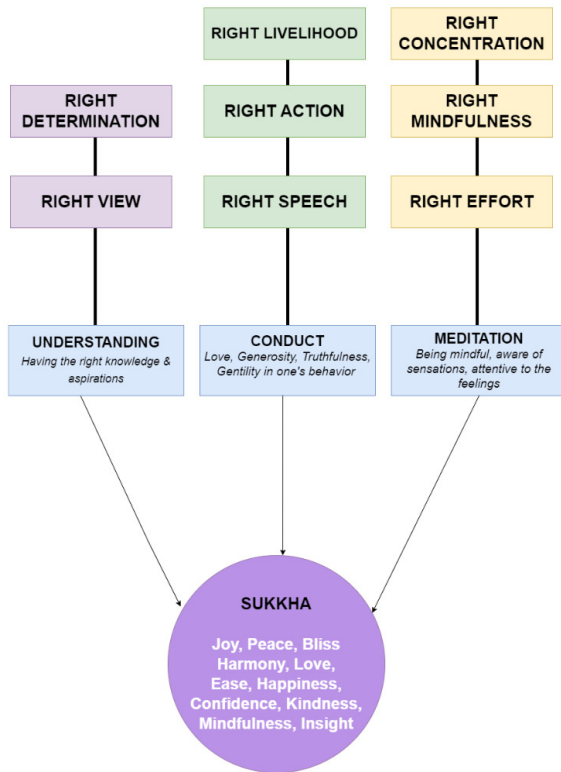 RIGHT LIVELIHOOD
RIGHT
CONCENTRATION
RIGHT
DETERMINATION
RIGHT ACTION
RIGHT
MINDFULNESS
RIGHT VIEW
RIGHT SPEECH
RIGHT EFFORT
UNDERSTANDING
Having the right knowledge &
aspirations
CONDUCT
Love, Generosity, Truthfulness,
Gentility in one's behavior
MEDITATION
Being mindful, aware of
sensations, attentive to the
feelings
SUKKHA
Joy, Peace, Bliss
Harmony, Love,
Ease, Happiness,
Confidence, Kindness,
Mindfulness, Insight